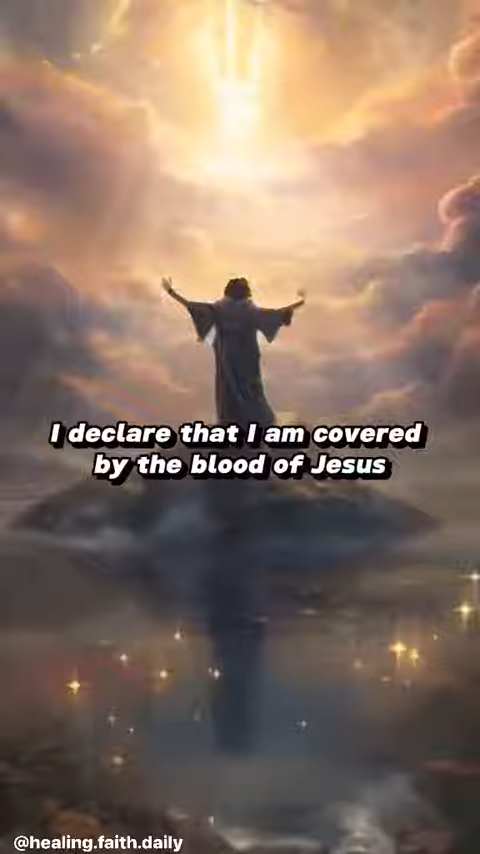 I declare that I am covered
by the blood of Jesus
@healing.faith.daily